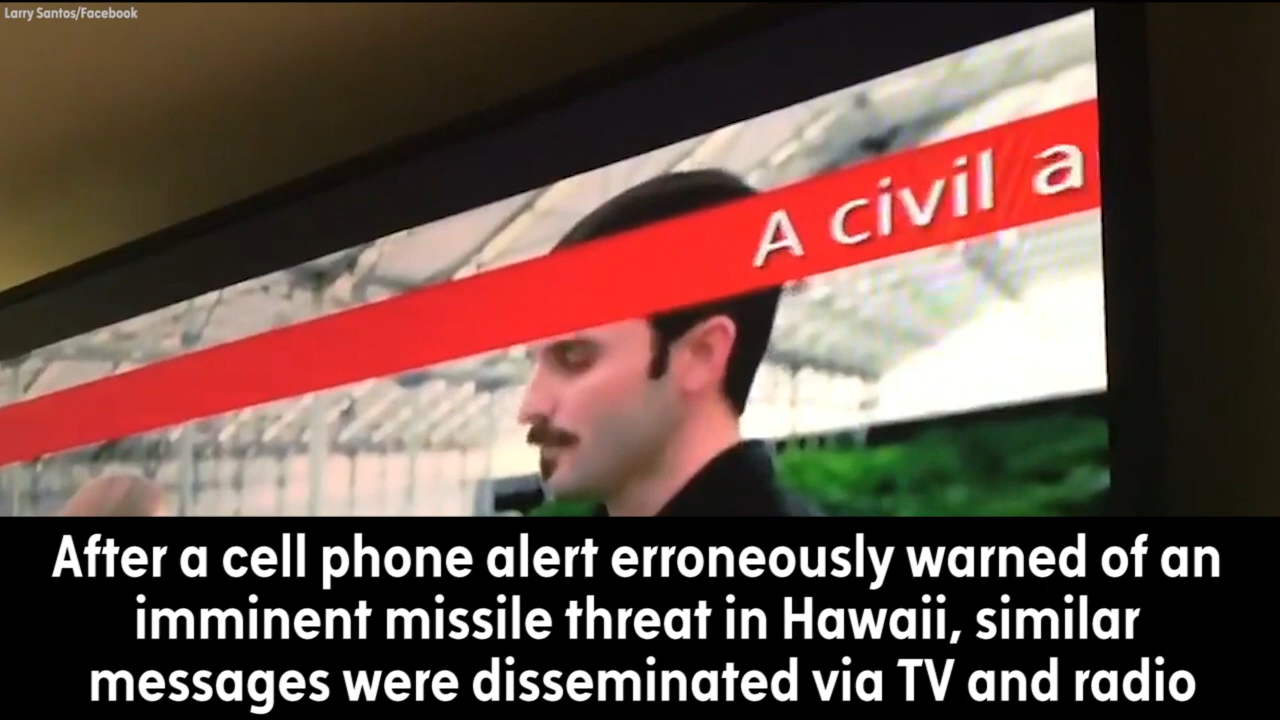 Larry Santos/Facebook
A civil a
After a cell phone alert erroneously warned of an
imminent missile threat in Hawaii, similar
messages were disseminated via TV and radio